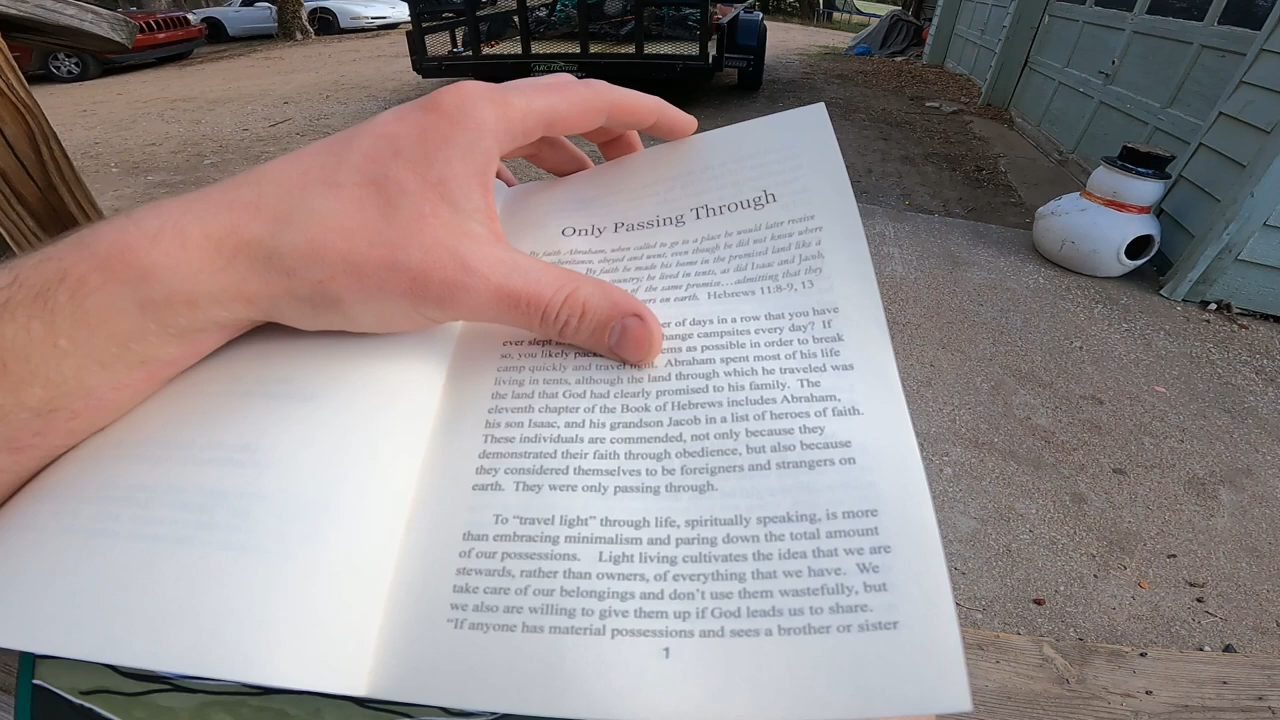 ARCTICweld
Only Passing Through
By faith Abraham, when called to go to a place he would later receive
inheritance, obeyed and went, even though he did not know where
By faith he made his home in the promised land like a
country; he lived in tents, as did Isaac and Jacob,
of the same promise…admitting that they
on earth. Hebrews 11:8-9, 13
of days in a row that you have
ever slept change campsites every day? If
so, you likely as possible in order to break
camp quickly and travel light. Abraham spent most of his life
living in tents, although the land through which he traveled was
the land that God had clearly promised to his family. The
eleventh chapter of the Book of Hebrews includes Abraham,
his son Isaac, and his grandson Jacob in a list of heroes of faith.
These individuals are commended, not only because they
demonstrated their faith through obedience, but also because
they considered themselves to be foreigners and strangers on
earth. They were only passing through.
To “travel light” through life, spiritually speaking, is more
than embracing minimalism and paring down the total amount
of our possessions. Light living cultivates the idea that we are
stewards, rather than owners, of everything that we have. We
take care of our belongings and don’t use them wastefully, but
we also are willing to give them up if God leads us to share.
“If anyone has material possessions and sees a brother or sister
1